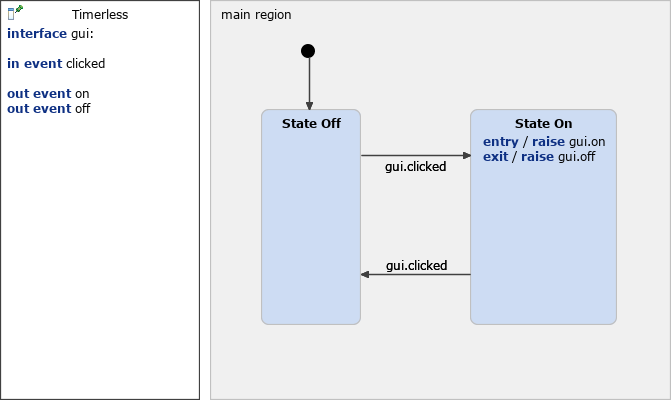 Timerless
interface gui:
in event clicked
out event on
out event off
main region
State Off
State On
entry / raise gui.on
exit / raise gui.off
gui.clicked
gui.clicked